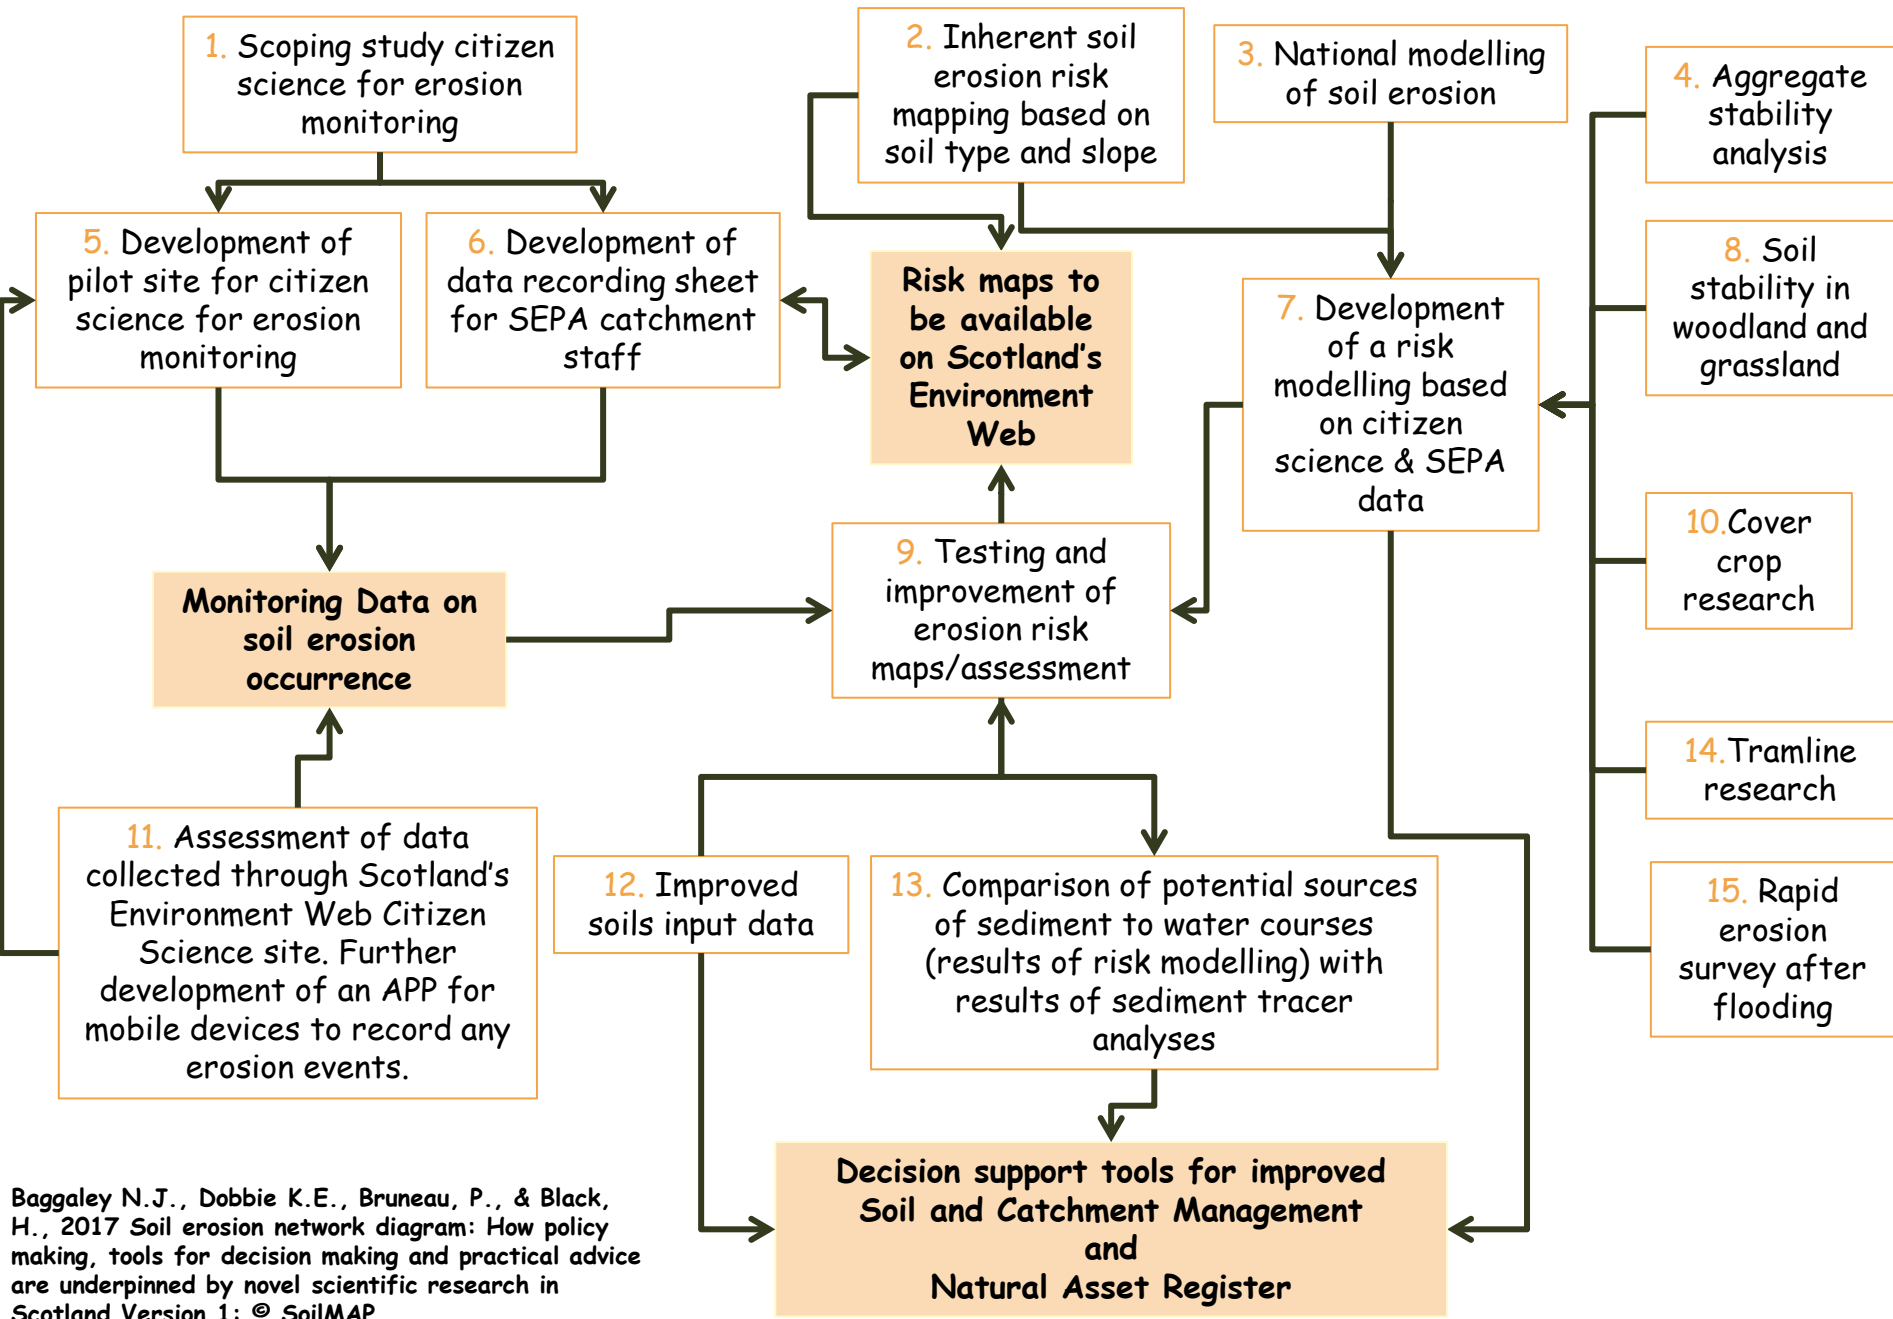 1. Scoping study citizen
science for erosion
monitoring
2. Inherent soil
erosion risk
mapping based on
soil type and slope
3. National modelling
of soil erosion
4. Aggregate
stability
analysis
5. Development of
pilot site for citizen
science for erosion
monitoring
6. Development of
data recording sheet
for SEPA catchment
staff
Risk maps to
be available
on Scotland's
Environment
Web
7. Development
of a risk
modelling based
on citizen
science & SEPA
data
8. Soil
stability in
woodland and
grassland
9. Testing and
improvement of
erosion risk
maps/assessment
10.Cover
crop
research
Monitoring Data on
soil erosion
occurrence
11. Assessment of data
collected through Scotland's
Environment Web Citizen
Science site. Further
development of an APP for
mobile devices to record any
erosion events.
12. Improved
soils input data
13. Comparison of potential sources
of sediment to water courses
(results of risk modelling) with
results of sediment tracer
analyses
14.Tramline
research
15. Rapid
erosion
survey after
flooding
Decision support tools for improved
Soil and Catchment Management
and
Natural Asset Register
Baggaley N.J., Dobbie K.E., Bruneau, P., & Black,
H., 2017 Soil erosion network diagram: How policy
making, tools for decision making and practical advice
are underpinned by novel scientific research in
Scotland Version 1; © SoilMAP